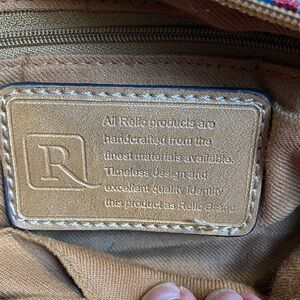 R
All Relic products are
handcrafted from the
finest materials available.
Timeless design and
excellent quality identify
this product as Relic Brand